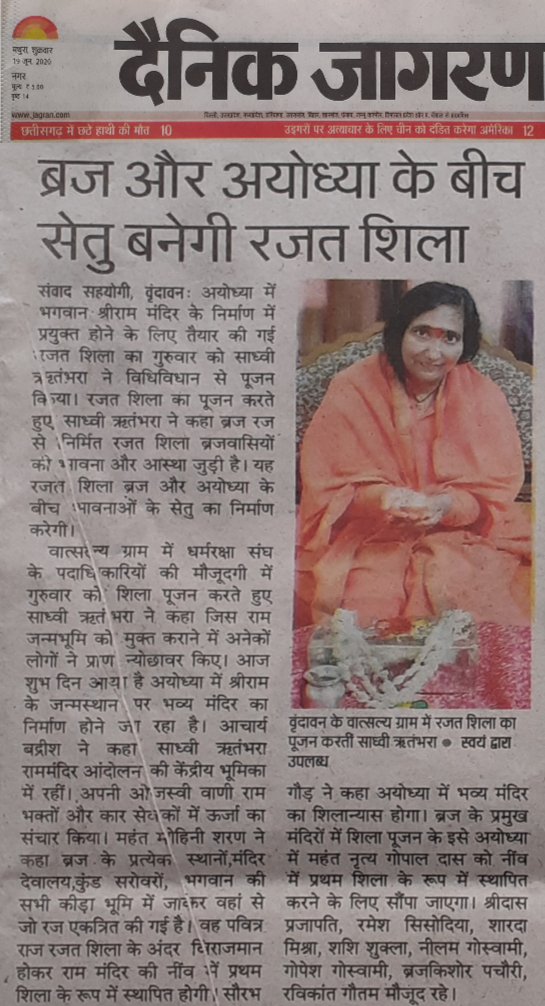 मथुरा, शुक्रवार
19 जून, 2020
नगर
मूल्य ₹ 5.00
पृष्ठ 14
दैनिक जागरण
www.jagran.com
छत्तीसगढ़ में छठे हाथी की मौत 10
उइगरों पर अत्याचार के लिए चीन को दंडित करेगा अमेरिका 12
ब्रज और अयोध्या के बीच
सेतु बनेगी रजत शिला
संवाद सहयोगी, वृंदावनः अयोध्या में
भगवान श्रीराम मंदिर के निर्माण में
प्रयुक्त होने के लिए तैयार की गई
रजत शिला का गुरुवार को साध्वी
ऋतंभरा ने विधिविधान से पूजन
किया। रजत शिला का पूजन करते
हुए साध्वी ऋतंभरा ने कहा ब्रज रज
से निर्मित रजत शिला ब्रजवासियों
की भावना और आस्था जुड़ी है। यह
रजत शिला ब्रज और अयोध्या के
बीच भावनाओं के सेतु का निर्माण
करेगी।
वात्सल्य ग्राम में धर्मरक्षा संघ
के पदाधिकारियों की मौजूदगी में
गुरुवार को शिला पूजन करते हुए
साध्वी ऋतंभरा ने कहा जिस राम
जन्मभूमि को मुक्त कराने में अनेकों
लोगों ने प्राण न्योछावर किए। आज
शुभ दिन आया है अयोध्या में श्रीराम
के जन्मस्थान पर भव्य मंदिर का
निर्माण होने जा रहा है। आचार्य
बद्रीश ने कहा साध्वी ऋतंभरा
राममंदिर आंदोलन की केंद्रीय भूमिका
में रहीं। अपनी ओजस्वी वाणी राम
भक्तों और कार सेवकों में ऊर्जा का
संचार किया। महंत मोहिनी शरण ने
कहा ब्रज के प्रत्येक स्थानों,मंदिर
देवालय,कुंड सरोवरों, भगवान की
सभी कीड़ा भूमि में जाकर वहां से
जो रज एकत्रित की गई है। वह पवित्र
राज रजत शिला के अंदर विराजमान
होकर राम मंदिर की नींव में प्रथम
शिला के रूप में स्थापित होगी। सौरभ
वृंदावन के वात्सल्य ग्राम में रजत शिला का
पूजन करतीं साध्वी ऋतंभरा ● स्वयं द्वारा
उपलब्ध
गौड़ ने कहा अयोध्या में भव्य मंदिर
का शिलान्यास होगा। ब्रज के प्रमुख
मंदिरों में शिला पूजन के इसे अयोध्या
में महंत नृत्य गोपाल दास को नींव
में प्रथम शिला के रूप में स्थापित
करने के लिए सौंपा जाएगा। श्रीदास
प्रजापति, रमेश सिसोदिया, शारदा
मिश्रा, शशि शुक्ला, नीलम गोस्वामी,
गोपेश गोस्वामी, ब्रजकिशोर पचौरी,
रविकांत गौतम मौजूद रहे।